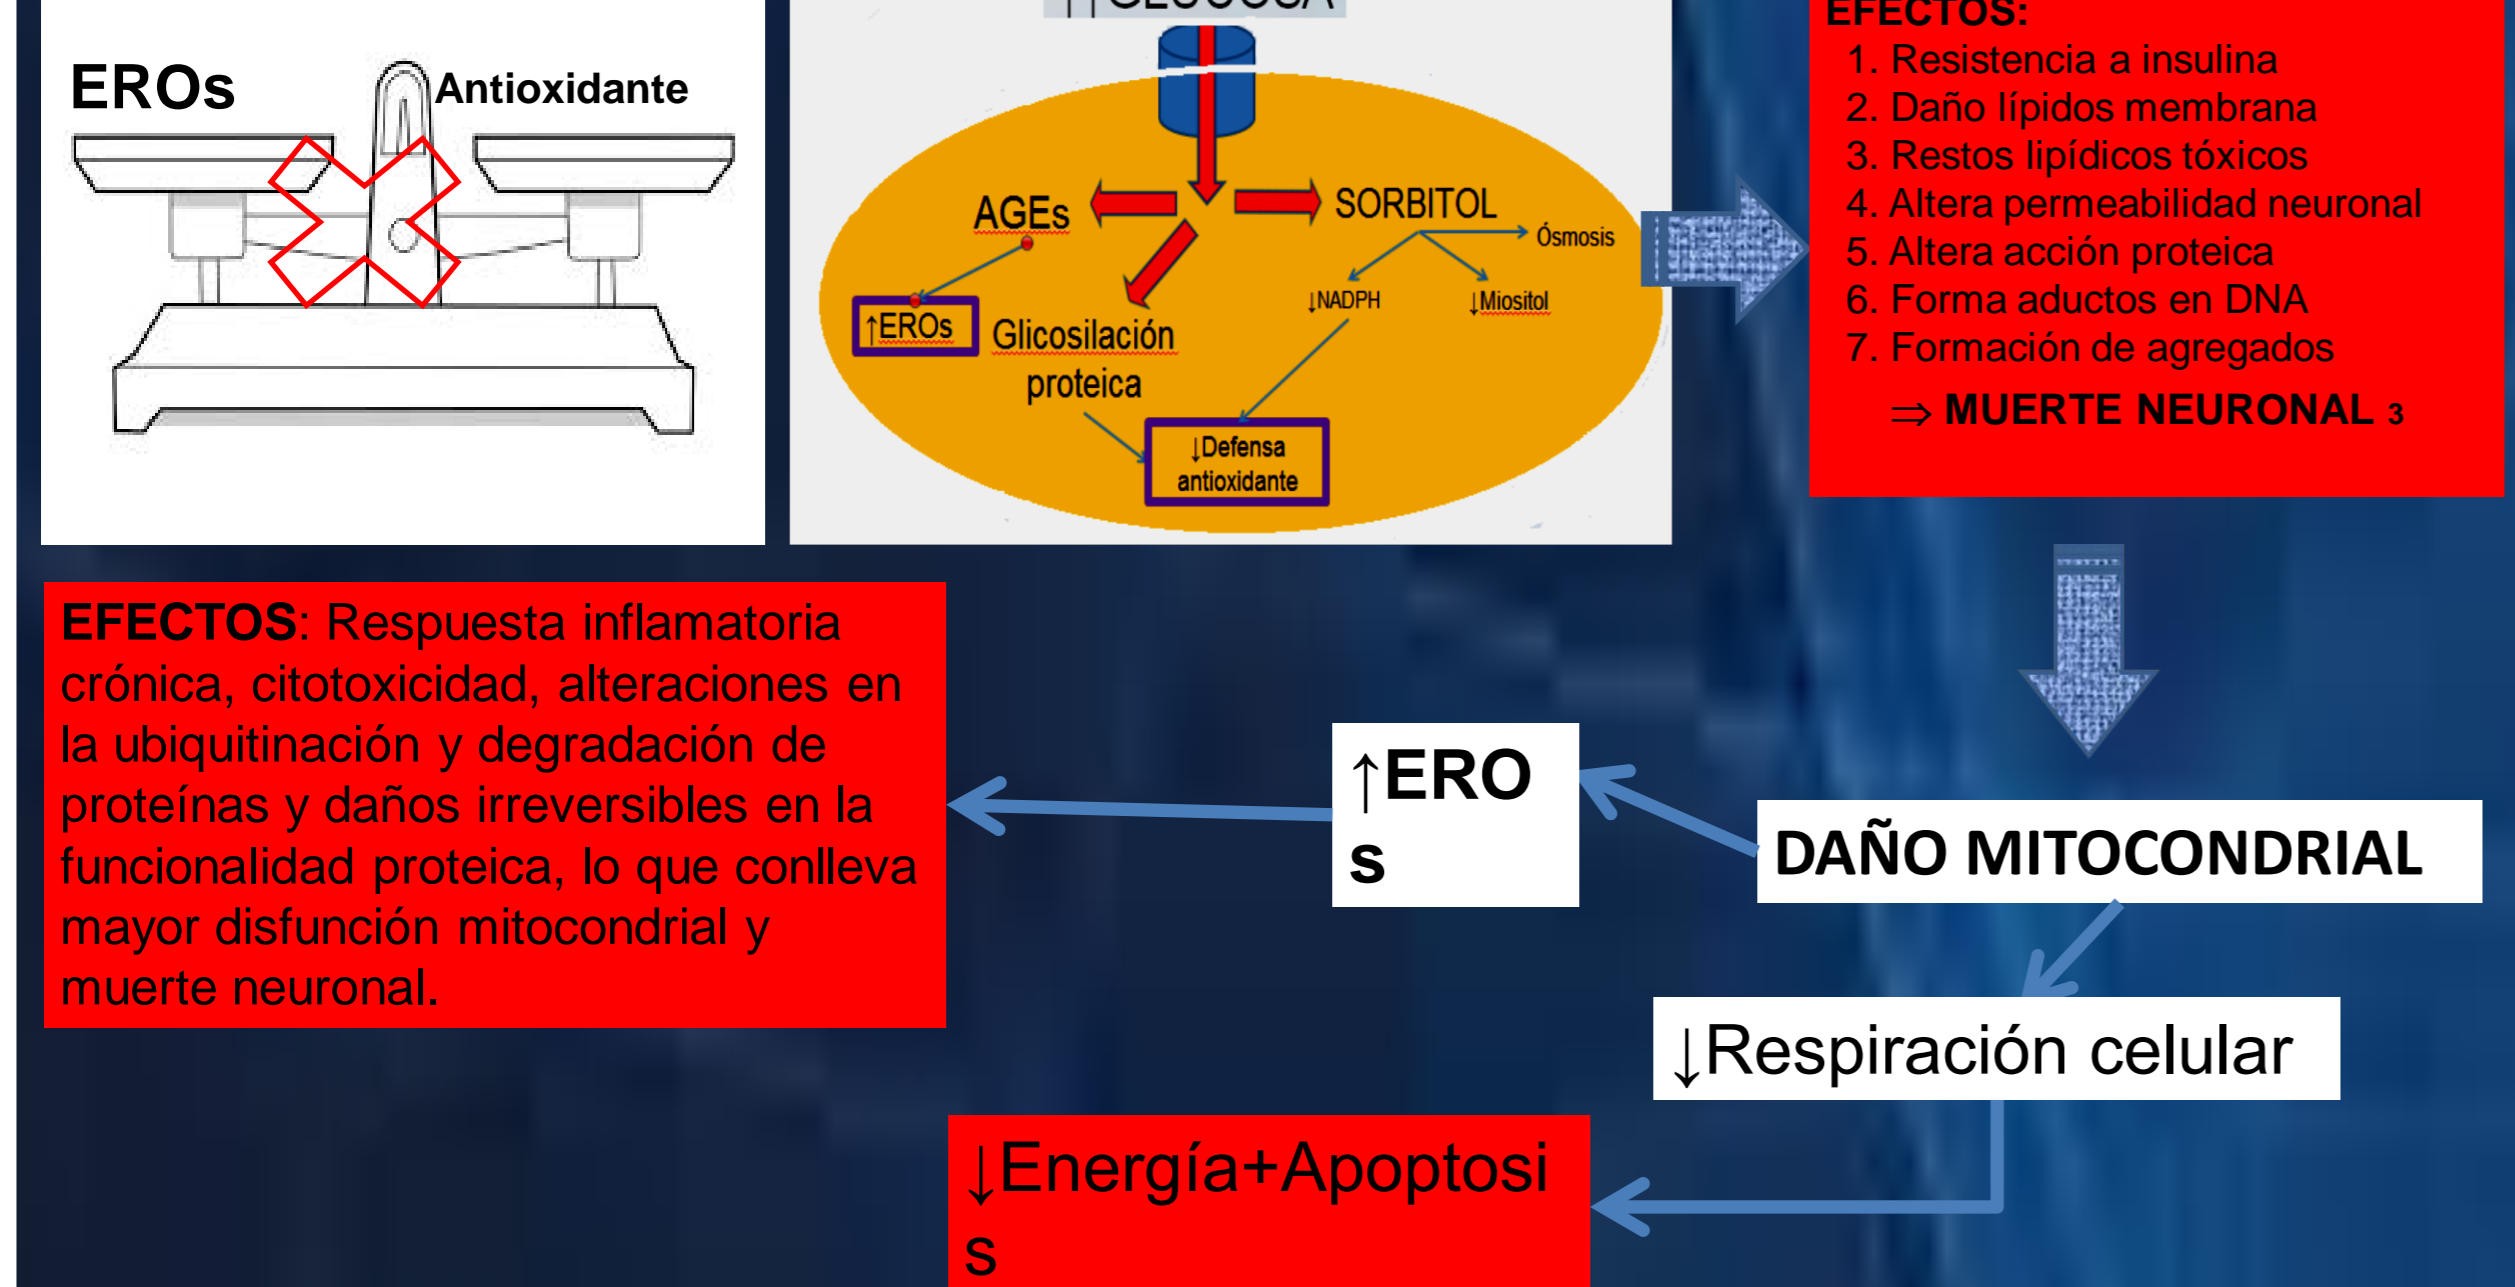 EROs
Antioxidante
↑↑GLUCOSA
AGEs
SORBITOL
Ósmosis
↓NADPH
↓Miositol
↑EROs
Glicosilación
proteica
↓Defensa
antioxidante
EFECTOS:
1. Resistencia a insulina
2. Daño lípidos membrana
3. Restos lipídicos tóxicos
4. Altera permeabilidad neuronal
5. Altera acción proteica
6. Forma aductos en DNA
7. Formación de agregados
⇒ MUERTE NEURONAL 3
EFECTOS: Respuesta inflamatoria
crónica, citotoxicidad, alteraciones en
la ubiquitinación y degradación de
proteínas y daños irreversibles en la
funcionalidad proteica, lo que conlleva
mayor disfunción mitocondrial y
muerte neuronal.
↑ERO
s
DAÑO MITOCONDRIAL
↓Respiración celular
↓Energía+Apoptosi
s